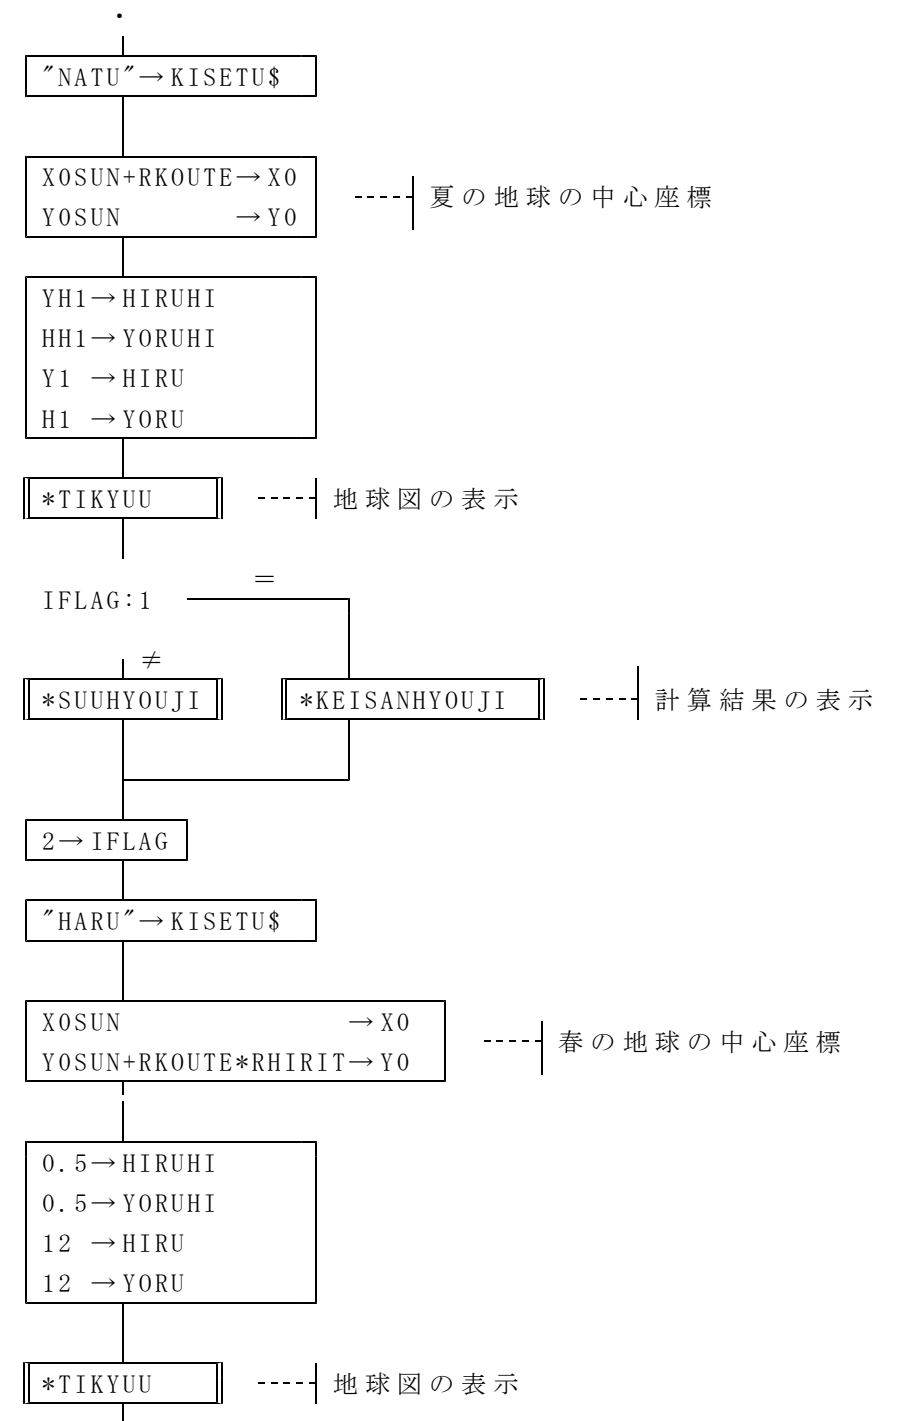 "NATU"→KISETU$
X0SUN+RKOUTE→X0
Y0SUN →Y0
夏の地球の中心座標
YH1→HIRUHI
HH1→YORUHI
Y1 →HIRU
H1 →YORU
*TIKYUU
地球図の表示
=
IFLAG:1
≠
*SUUHYOUJI
*KEISANHYOUJI
計算結果の表示
2→IFLAG
"HARU"→KISETU$
X0SUN →X0
Y0SUN+RKOUTE*RHIRIT→Y0
春の地球の中心座標
0.5→HIRUHI
0.5→YORUHI
12 →HIRU
12 →YORU
*TIKYUU
地球図の表示